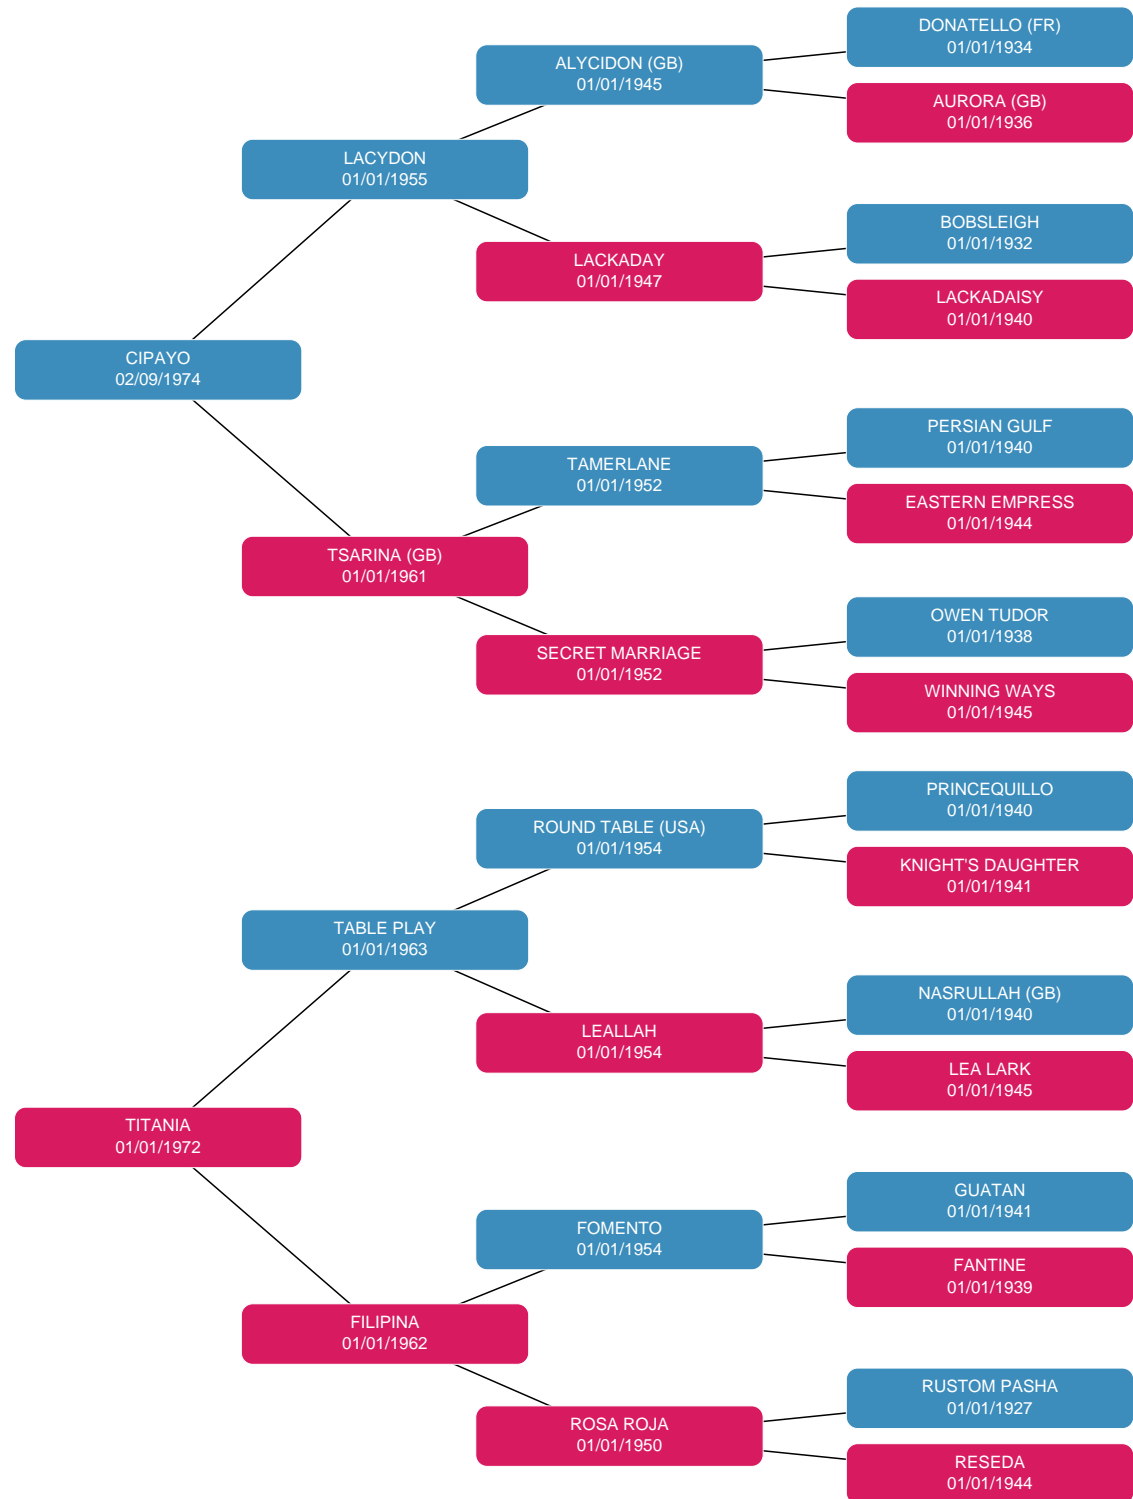 DONATELLO (FR)
01/01/1934
ALYCIDON (GB)
01/01/1945
AURORA (GB)
01/01/1936
LACYDON
01/01/1955
BOBSLEIGH
01/01/1932
LACKADAY
01/01/1947
LACKADAISY
01/01/1940
CIPAYO
02/09/1974
PERSIAN GULF
01/01/1940
TAMERLANE
01/01/1952
EASTERN EMPRESS
01/01/1944
TSARINA (GB)
01/01/1961
OWEN TUDOR
01/01/1938
SECRET MARRIAGE
01/01/1952
WINNING WAYS
01/01/1945
PRINCEQUILLO
01/01/1940
ROUND TABLE (USA)
01/01/1954
KNIGHT'S DAUGHTER
01/01/1941
TABLE PLAY
01/01/1963
NASRULLAH (GB)
01/01/1940
LEALLAH
01/01/1954
LEA LARK
01/01/1945
TITANIA
01/01/1972
GUATAN
01/01/1941
FOMENTO
01/01/1954
FANTINE
01/01/1939
FILIPINA
01/01/1962
RUSTOM PASHA
01/01/1927
ROSA ROJA
01/01/1950
RESEDA
01/01/1944